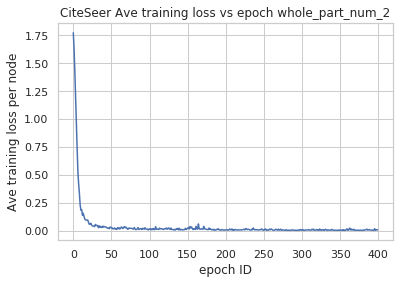 CiteSeer Ave training loss vs epoch whole_part_num_2
Ave training loss per node
1.75
1.50
1.25
1.00
0.75
0.50
0.25
0.00
0 50 100 150 200 250 300 350 400
epoch ID